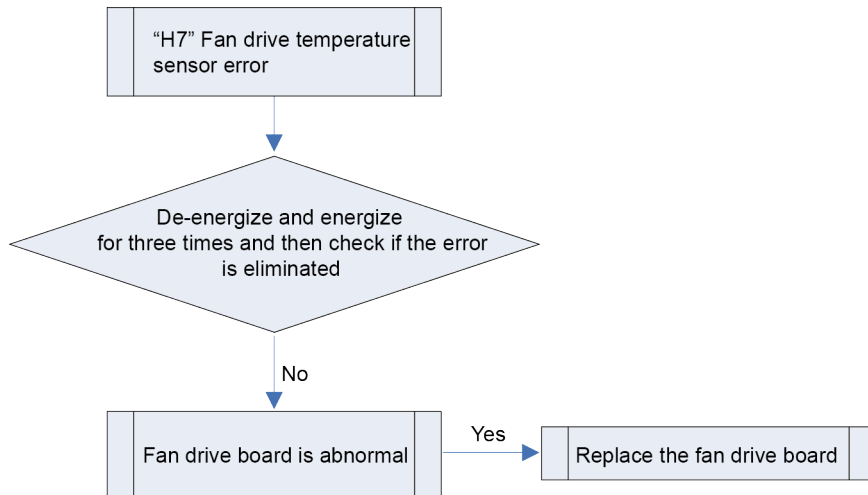 “H7” Fan drive temperature
sensor error
De-energize and energize
for three times and then check if the error
is eliminated
No
Fan drive board is abnormal
Yes
Replace the fan drive board